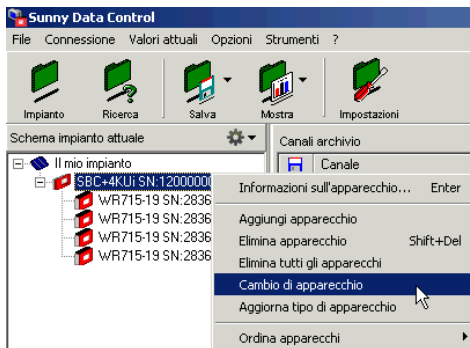 Sunny Data Control
File Connessione Valori attuali Opzioni Strumenti ?
Impianto Ricerca Salva Mostra Impostazioni
Schema impianto attuale
Canali archivio
Canale
Il mio impianto
SBC+4KUi SN:12000000
WR715-19 SN:2836
WR715-19 SN:2836
WR715-19 SN:2836
WR715-19 SN:2836
Informazioni sull'apparecchio... Enter
Aggiungi apparecchio
Elimina apparecchio Shift+Del
Elimina tutti gli apparecchi
Cambio di apparecchio
Aggiorna tipo di apparecchio
Ordina apparecchi